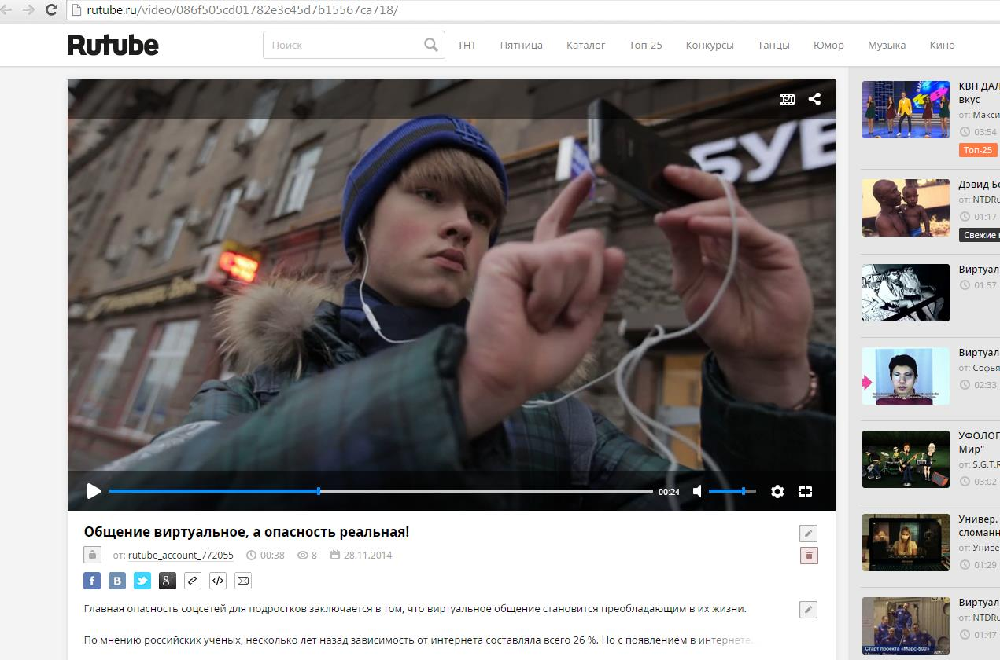 rutube.ru/video/086f505cd01782e3c45d7b15567ca718/
Rutube
Поиск
ТНТ Пятница Каталог Топ-25 Конкурсы Танцы Юмор Музыка Кино
БУВ
00:24
Общение виртуальное, а опасность реальная!
от: rutube_account_772055 00:38 8 28.11.2014
Главная опасность соцсетей для подростков заключается в том, что виртуальное общение становится преобладающим в их жизни.
По мнению российских ученых, несколько лет назад зависимость от интернета составляла всего 26 %. Но с появлением в интернете..
КВН ДАЛ
вкус
от: Макси
03:54
Топ-25
Дэвид Бе
от: NTDRu
01:17
Свежие
Виртуал
01:57
Виртуал
от: Софья
02:33
УФОЛОГ
Мир"
от: S.G.T.R
03:02
Универ.
сломанн
от: Униве
01:29
Виртуал
от: NTDRu
01:47
Старт проекта «Марс-500»